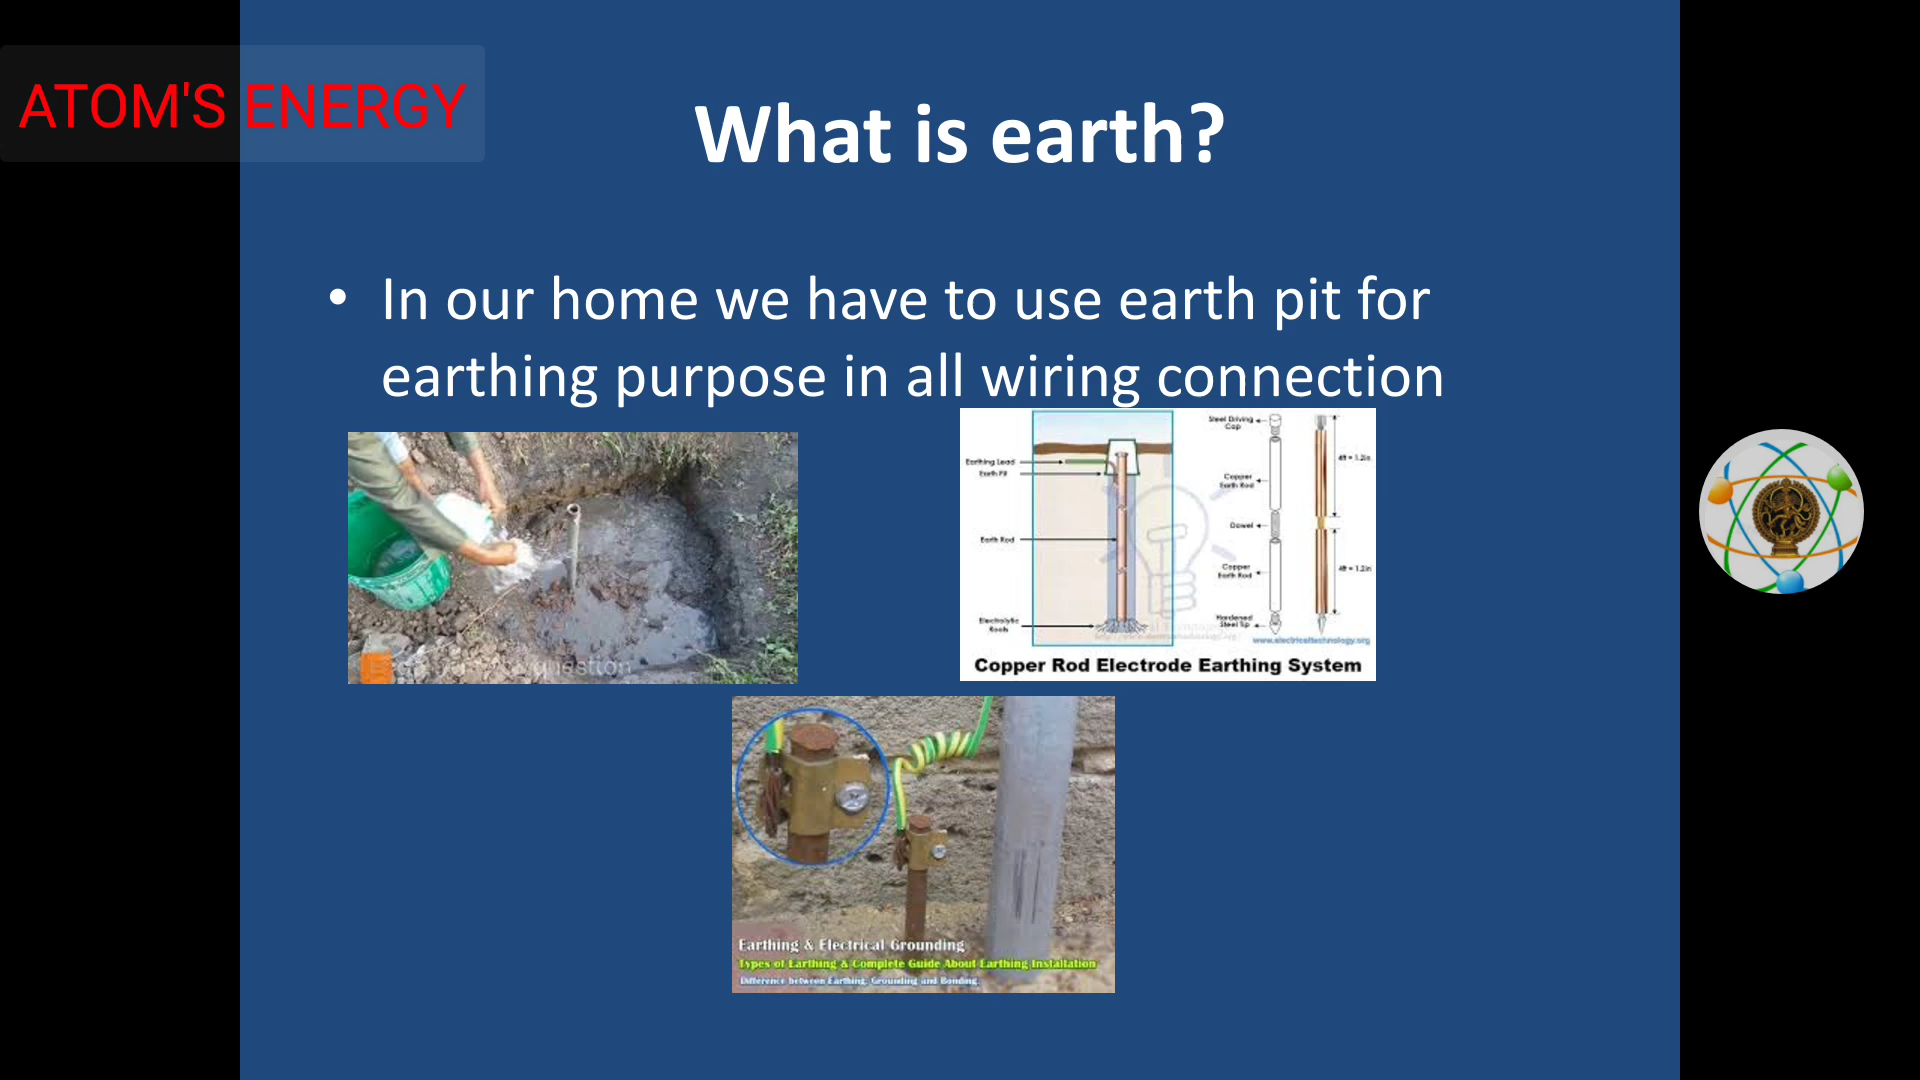 ATOM'S ENERGY
What is earth?
• In our home we have to use earth pit for
earthing purpose in all wiring connection
Earthing Lead
Earth Pit
Earth Rod
Electrolytic
Steel Driving
Cap
Copper
Earth Rod
Dowel
Copper
Earth Rod
Hardened
Steel Tip
www.electricaltechnology.org
Copper Rod Electrode Earthing System
question
Earthing & Electrical Grounding
Types of Earthing & Complete Guide About Earthing Installation
Difference between Earthing, Grounding and Bonding.